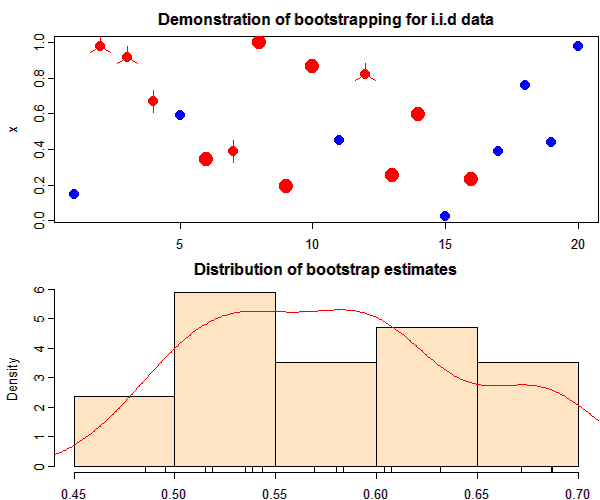 Demonstration of bootstrapping for i.i.d data
x
1.0
0.8
0.6
0.4
0.2
0.0
5 10 15 20
Distribution of bootstrap estimates
Density
6
5
4
3
2
1
0
0.45 0.50 0.55 0.60 0.65 0.70